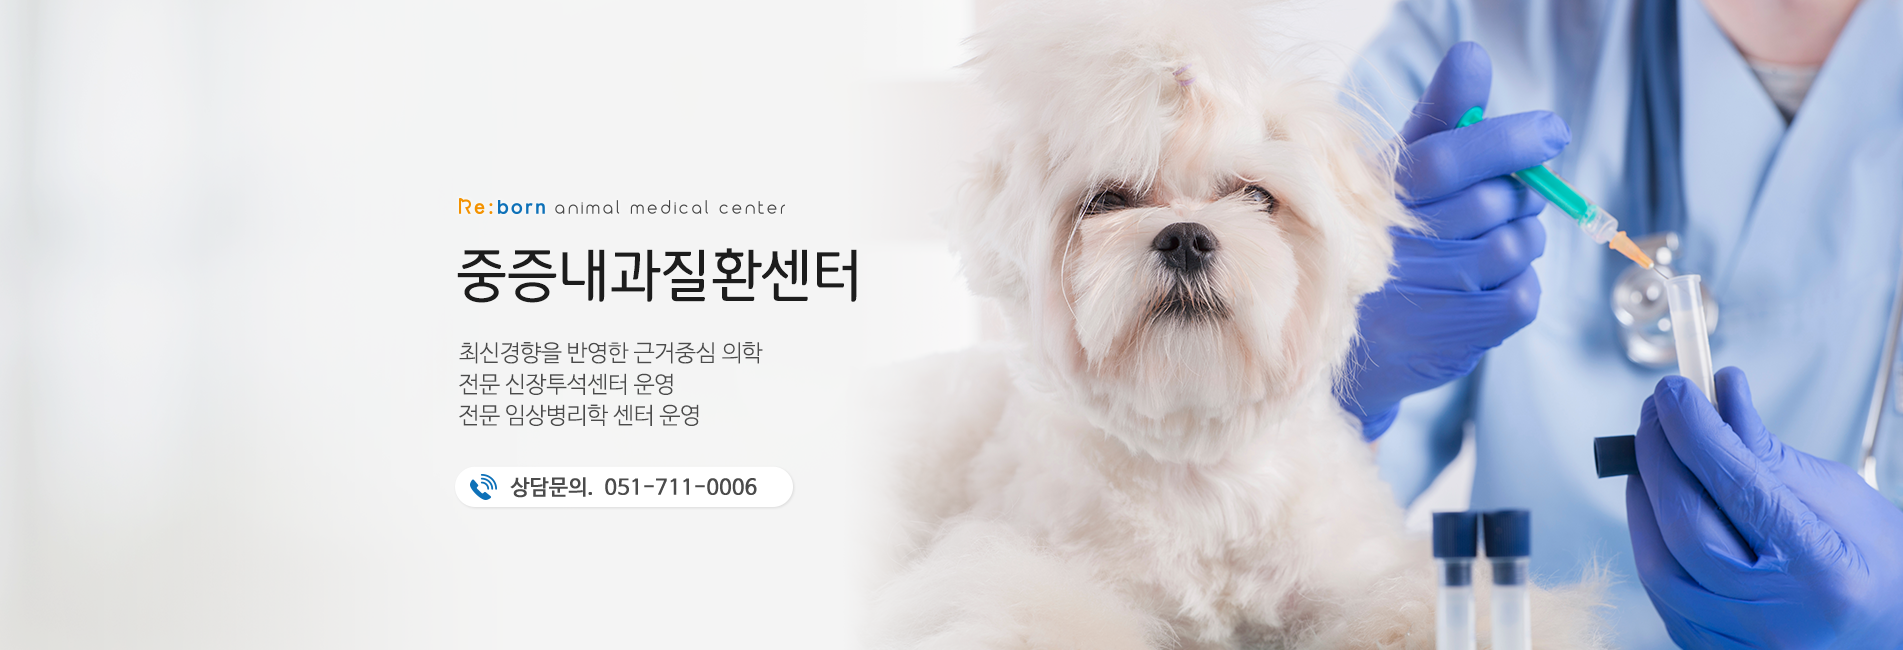 Re:born animal medical center
중증내과질환센터
최신경향을 반영한 근거중심 의학
전문 신장투석센터 운영
전문 임상병리학 센터 운영
상담문의. 051-711-0006